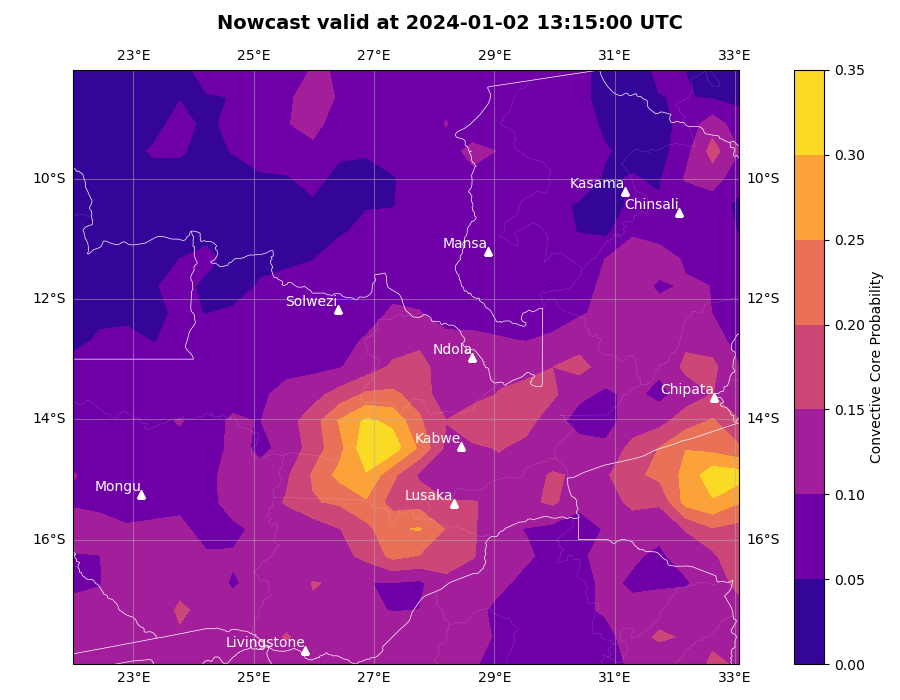 Nowcast valid at 2024-01-02 13:15:00 UTC
23°E 25°E 27°E 29°E 31°E 33°E
0.35
0.30
10°S Kasama 10°S
Chinsali
0.25
Mansa
12°S Solwezi 12°S
0.20
Ndola
Chipata
0.15
14°S Kabwe 14°S
Mongu Lusaka
0.10
16°S 16°S
0.05
Livingstone
0.00
23°E 25°E 27°E 29°E 31°E 33°E
Convective Core Probability